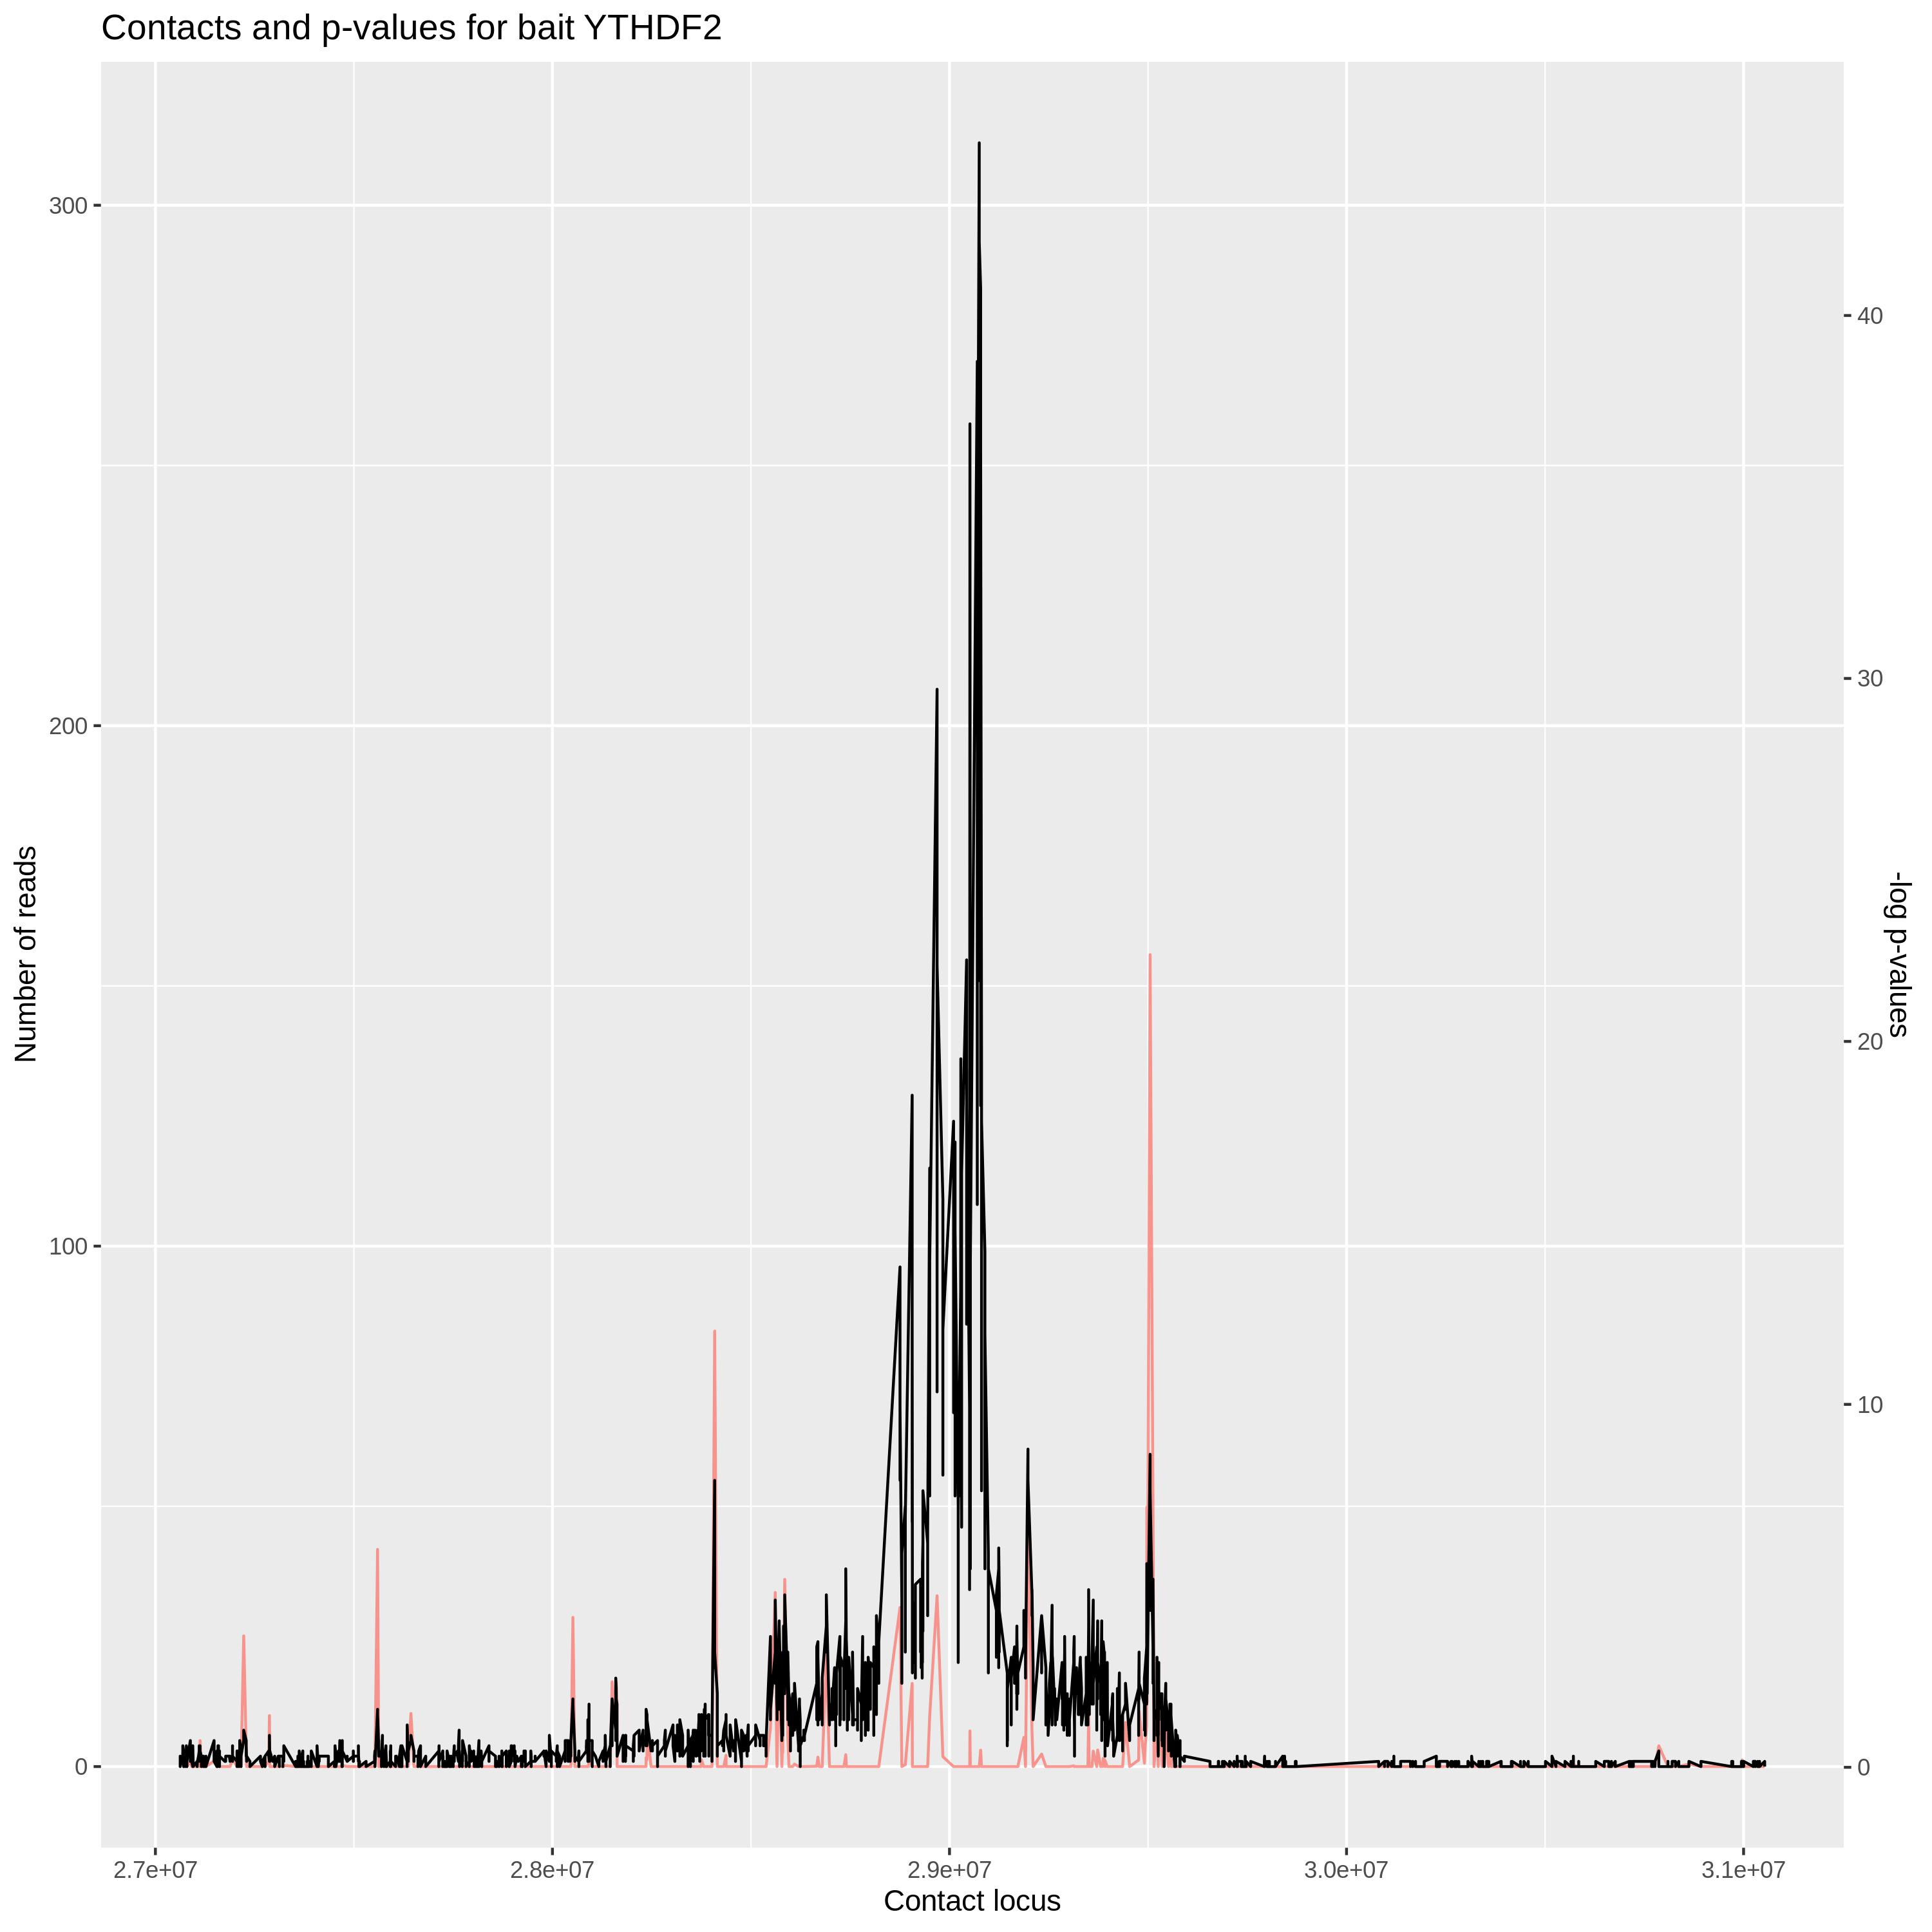 Contacts and p-values for bait YTHDF2
300
200
100
0
Number of reads
40
30
20
10
0
-log p-values
2.7e+07
2.8e+07
2.9e+07
3.0e+07
3.1e+07
Contact locus